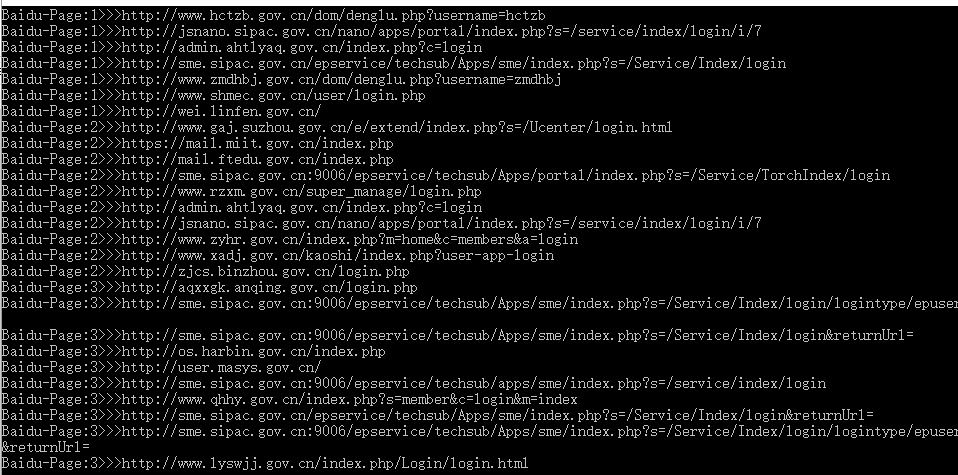 Baidu-Page:1>>>http://www.hctzb.gov.cn/dom/denglu.php?username=hctzb
Baidu-Page:1>>>http://jsnano.sipac.gov.cn/nano/apps/portal/index.php?s=/service/index/login/i/7
Baidu-Page:1>>>http://admin.ahtlyaq.gov.cn/index.php?c=login
Baidu-Page:1>>>http://sme.sipac.gov.cn/epservice/techsub/Apps/sme/index.php?s=/Service/Index/login
Baidu-Page:1>>>http://www.zmdhbj.gov.cn/dom/denglu.php?username=zmdhbj
Baidu-Page:1>>>http://www.shmec.gov.cn/user/login.php
Baidu-Page:1>>>http://wei.linfen.gov.cn/
Baidu-Page:2>>>http://www.gaj.suzhou.gov.cn/e/extend/index.php?s=/Ucenter/login.html
Baidu-Page:2>>>https://mail.miit.gov.cn/index.php
Baidu-Page:2>>>http://mail.ftedu.gov.cn/index.php
Baidu-Page:2>>>http://sme.sipac.gov.cn:9006/epservice/techsub/Apps/portal/index.php?s=/Service/TorchIndex/login
Baidu-Page:2>>>http://www.rzxm.gov.cn/super_manage/login.php
Baidu-Page:2>>>http://admin.ahtlyaq.gov.cn/index.php?c=login
Baidu-Page:2>>>http://jsnano.sipac.gov.cn/nano/apps/portal/index.php?s=/service/index/login/i/7
Baidu-Page:2>>>http://www.zyhr.gov.cn/index.php?m=home&c=members&a=login
Baidu-Page:2>>>http://www.xadj.gov.cn/kaoshi/index.php?user-app-login
Baidu-Page:2>>>http://zjcs.binzhou.gov.cn/login.php
Baidu-Page:3>>>http://aqxxgk.anqing.gov.cn/login.php
Baidu-Page:3>>>http://sme.sipac.gov.cn:9006/epservice/techsub/Apps/sme/index.php?s=/Service/Index/login/logintype/epuser
Baidu-Page:3>>>http://sme.sipac.gov.cn:9006/epservice/techsub/Apps/sme/index.php?s=/Service/Index/login&returnUrl=
Baidu-Page:3>>>http://os.harbin.gov.cn/index.php
Baidu-Page:3>>>http://user.masys.gov.cn/
Baidu-Page:3>>>http://sme.sipac.gov.cn:9006/epservice/techsub/apps/sme/index.php?s=/service/index/login
Baidu-Page:3>>>http://www.qhhy.gov.cn/index.php?s=member&c=login&m=index
Baidu-Page:3>>>http://sme.sipac.gov.cn/epservice/techsub/Apps/sme/index.php?s=/Service/Index/login&returnUrl=
Baidu-Page:3>>>http://sme.sipac.gov.cn:9006/epservice/techsub/Apps/sme/index.php?s=/Service/Index/login/logintype/epuser
&returnUrl=
Baidu-Page:3>>>http://www.lyswjj.gov.cn/index.php/Login/login.html